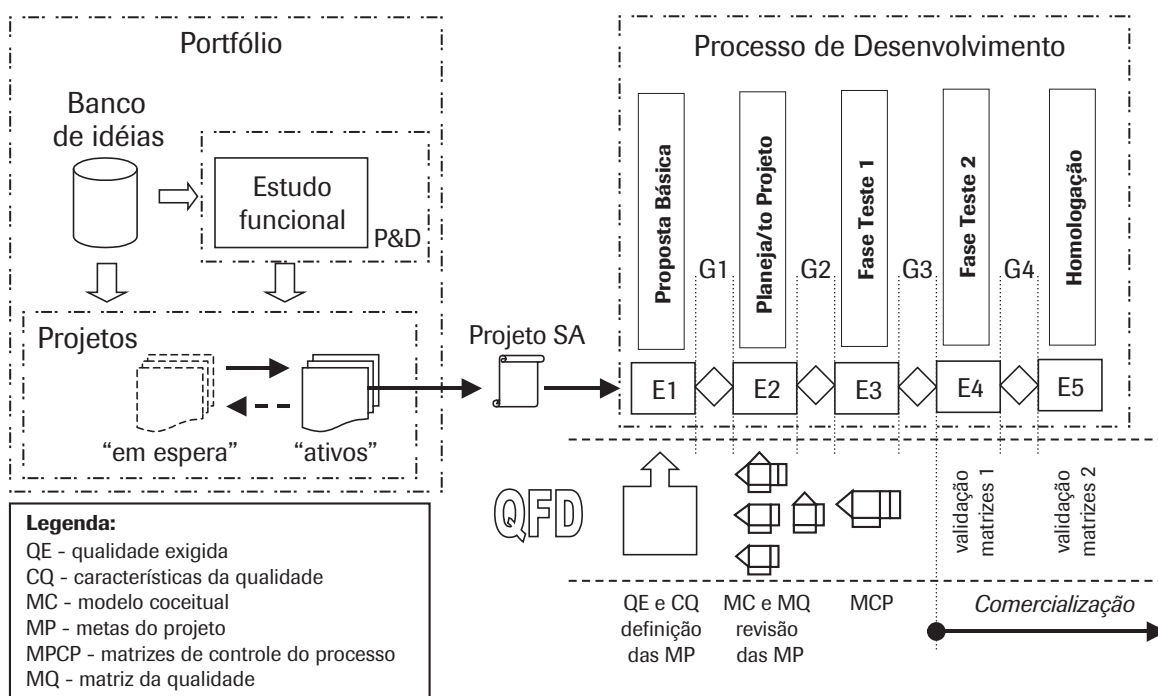 Portfólio
Banco
de idéias
Estudo
funcional
P&D
Projetos
“em espera”
“ativos”
Projeto SA
Processo de Desenvolvimento
Proposta Básica
G1
Planeja/to Projeto
G2
Fase Teste 1
G3
Fase Teste 2
G4
Homologação
E1
E2
E3
E4
E5
QFD
validação
matrizes 1
validação
matrizes 2
QE e CQ
definição
das MP
MC e MQ
revisão
das MP
MCP
Comercialização
Legenda:
QE - qualidade exigida
CQ - características da qualidade
MC - modelo coceitual
MP - metas do projeto
MPCP - matrizes de controle do processo
MQ - matriz da qualidade